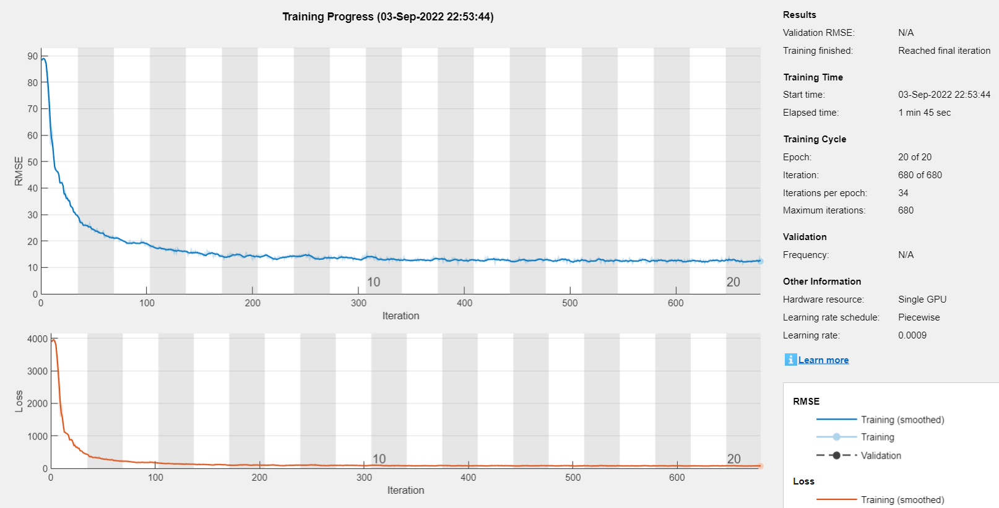 Training Progress (03-Sep-2022 22:53:44)
90
80
70
60
50
40
30
20
10
0
RMSE
10
20
0
100
200
300
400
500
600
Iteration
4000
3000
2000
1000
0
Loss
10
20
0
100
200
300
400
500
600
Iteration
Results
Validation RMSE: N/A
Training finished: Reached final iteration
Training Time
Start time: 03-Sep-2022 22:53:44
Elapsed time: 1 min 45 sec
Training Cycle
Epoch: 20 of 20
Iteration: 680 of 680
Iterations per epoch: 34
Maximum iterations: 680
Validation
Frequency: N/A
Other Information
Hardware resource: Single GPU
Learning rate schedule: Piecewise
Learning rate: 0.0009
i Learn more
RMSE
Training (smoothed)
Training
Validation
Loss
Training (smoothed)